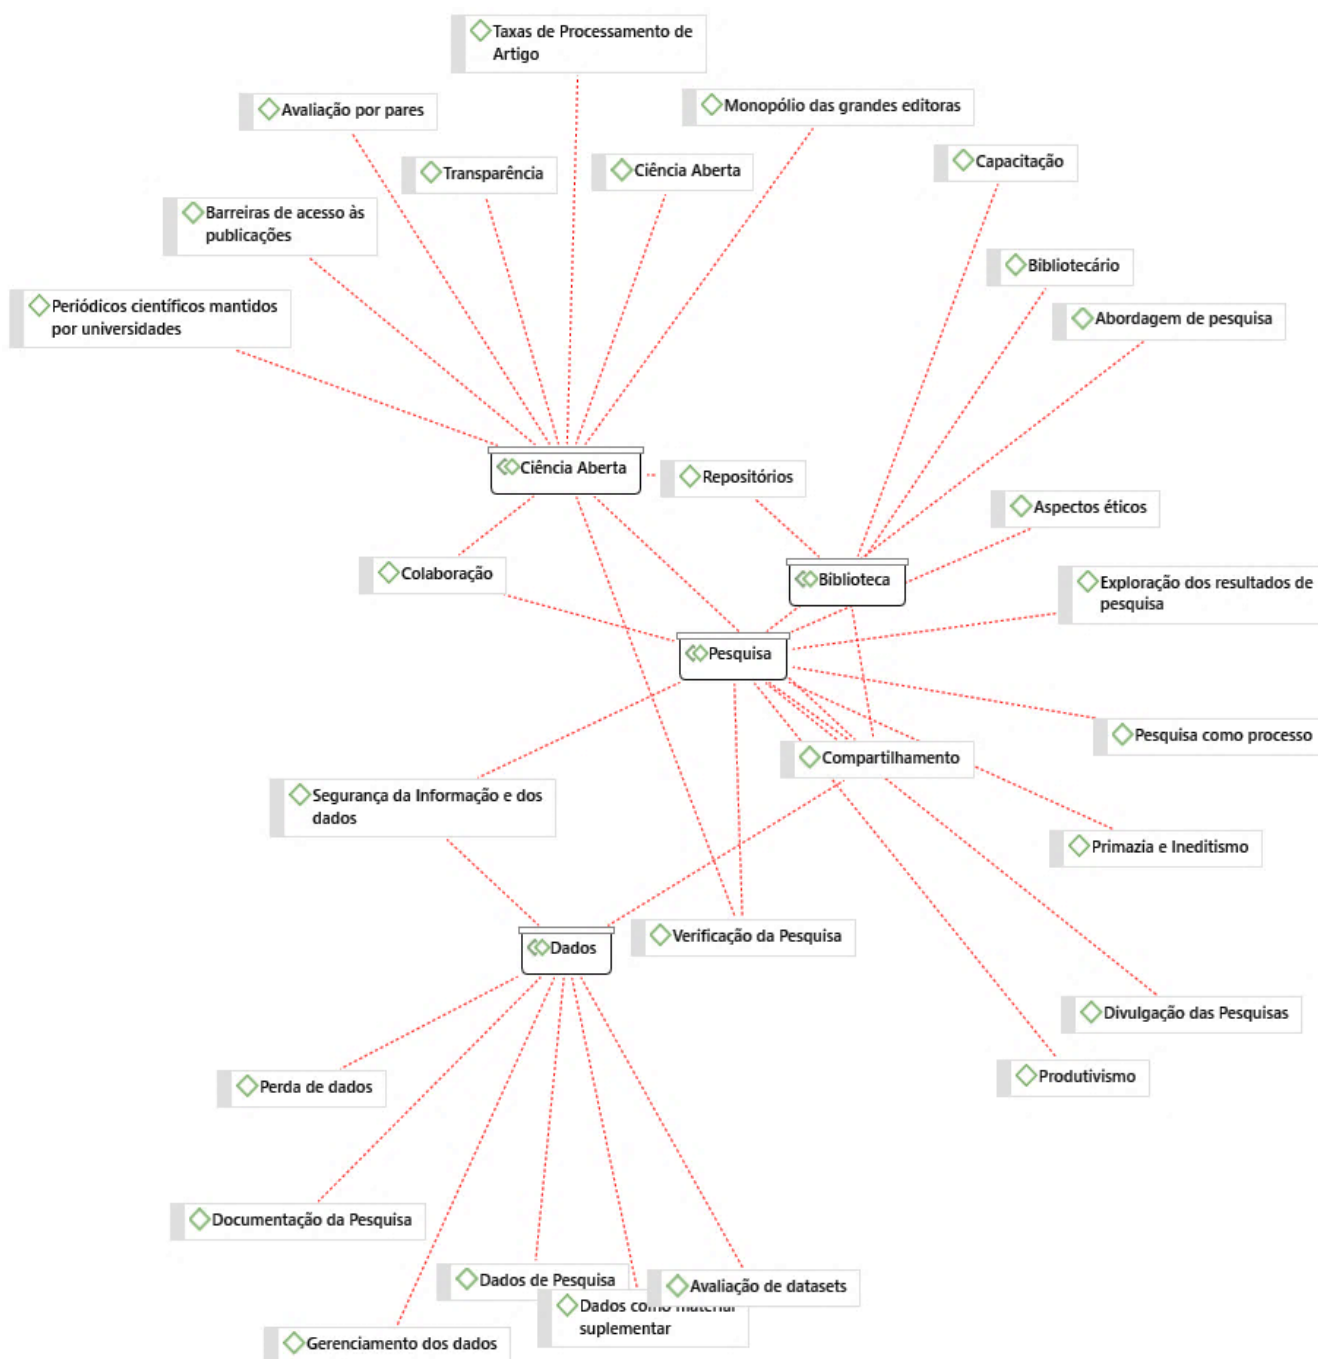 Taxas de Processamento de
Artigo
Avaliação por pares
Monopólio das grandes editoras
Transparência
Ciência Aberta
Capacitação
Barreiras de acesso às
publicações
Bibliotecário
Periódicos científicos mantidos
por universidades
Abordagem de pesquisa
Ciência Aberta
Repositórios
Aspectos éticos
Colaboração
Biblioteca
Exploração dos resultados de
pesquisa
Pesquisa
Pesquisa como processo
Compartilhamento
Segurança da Informação e dos
dados
Primazia e Ineditismo
Dados
Verificação da Pesquisa
Divulgação das Pesquisas
Perda de dados
Produtivismo
Documentação da Pesquisa
Dados de Pesquisa
Avaliação de datasets
Dados como material
suplementar
Gerenciamento dos dados